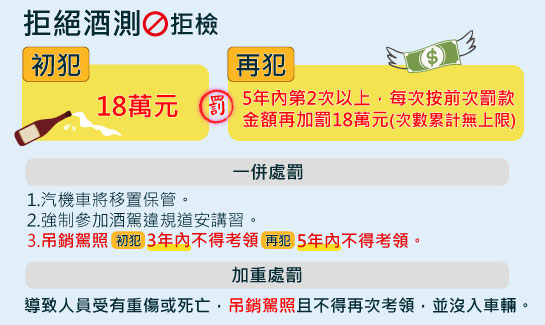 拒絕酒測拒檢
初犯
再犯
18萬元
罰
5年內第2次以上，每次按前次罰款
金額再加罰18萬元(次數累計無上限)
一併處罰
1.汽機車將移置保管。
2.強制參加酒駕違規道安講習。
3.吊銷駕照 初犯 3年內不得考領 再犯 5年內不得考領。
加重處罰
導致人員受有重傷或死亡，吊銷駕照且不得再次考領，並沒入車輛。